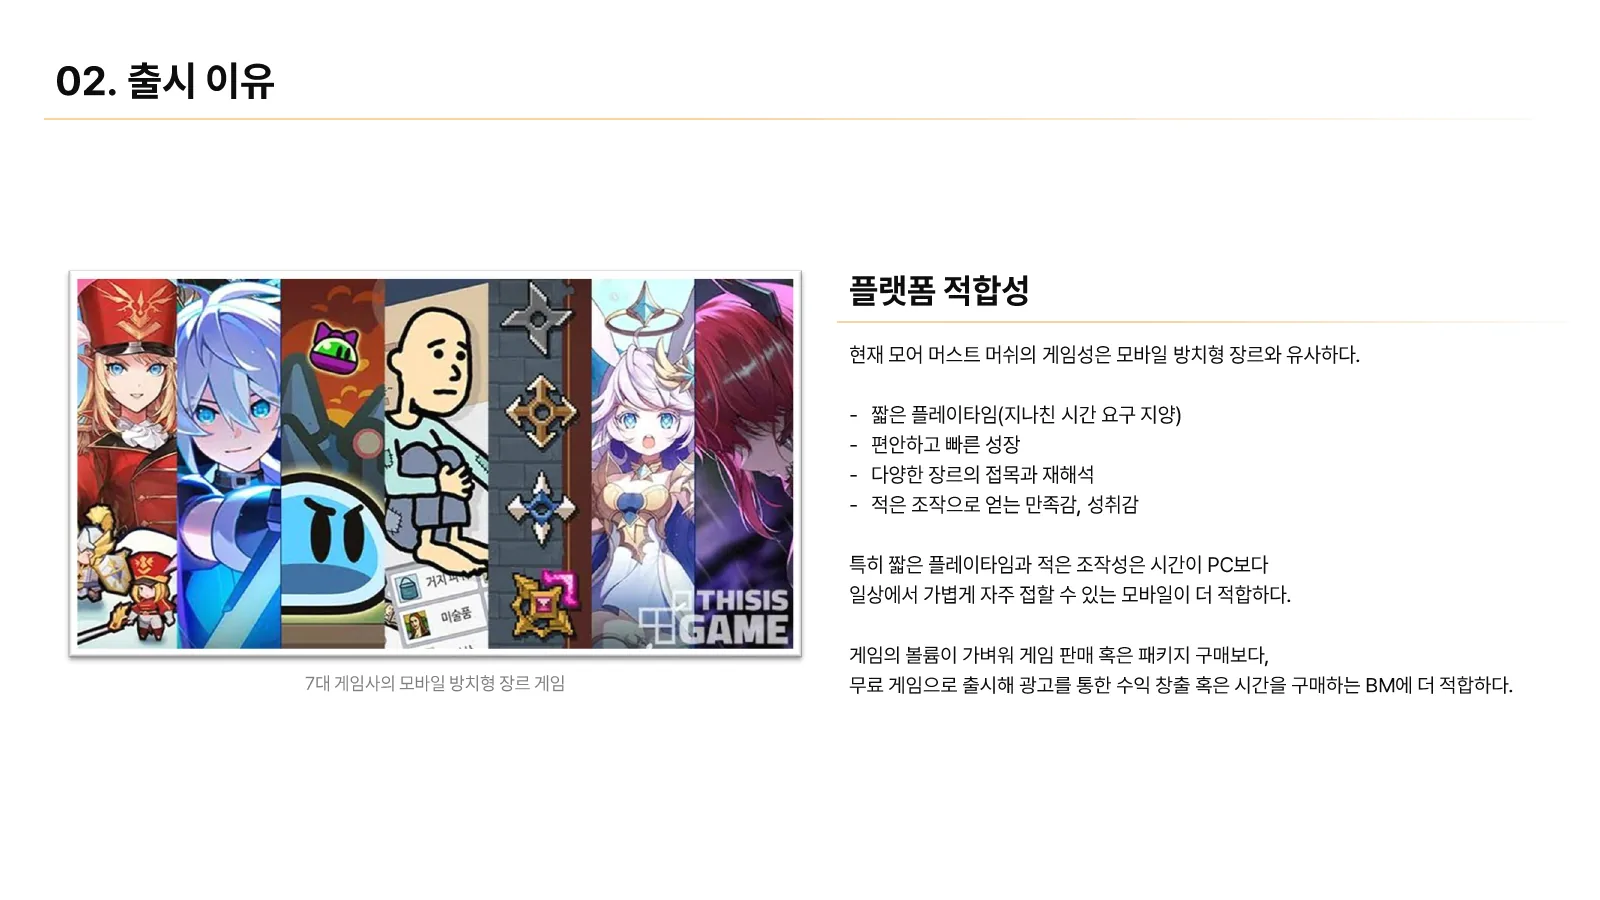 02. 출시 이유
거지 키
미술품
THISIS
GAME
7대 게임사의 모바일 방치형 장르 게임
플랫폼 적합성
현재 모어 머스트 머쉬의 게임성은 모바일 방치형 장르와 유사하다.
- 짧은 플레이타임(지나친 시간 요구 지양)
- 편안하고 빠른 성장
- 다양한 장르의 접목과 재해석
- 적은 조작으로 얻는 만족감, 성취감
특히 짧은 플레이타임과 적은 조작성은 시간이 PC보다
일상에서 가볍게 자주 접할 수 있는 모바일이 더 적합하다.
게임의 볼륨이 가벼워 게임 판매 혹은 패키지 구매보다,
무료 게임으로 출시해 광고를 통한 수익 창출 혹은 시간을 구매하는 BM에 더 적합하다.